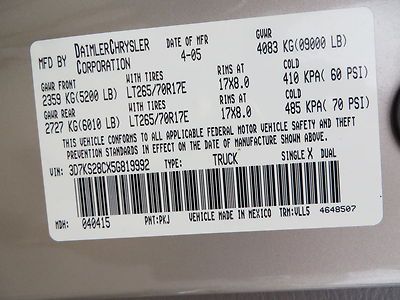 MFD BY DAIMLERCHRYSLER CORPORATION DATE OF MFR 4-05 GVWR 4083 KG(09000 LB)
GAWR FRONT WITH TIRES RIMS AT COLD
2359 KG(5200 LB) LT265/70R17E 17X8.0 410 KPA( 60 PSI)
GAWR REAR WITH TIRES RIMS AT COLD
2727 KG(6010 LB) LT265/70R17E 17X8.0 485 KPA( 70 PSI)
THIS VEHICLE CONFORMS TO ALL APPLICABLE FEDERAL MOTOR VEHICLE SAFETY AND THEFT
PREVENTION STANDARDS IN EFFECT ON THE DATE OF MANUFACTURE SHOWN ABOVE.
VIN: 3D7KS28CX5G819992 TYPE: TRUCK SINGLE X DUAL
MDH: 040415 PNT:PKJ VEHICLE MADE IN MEXICO TRM:VLL5 4648507